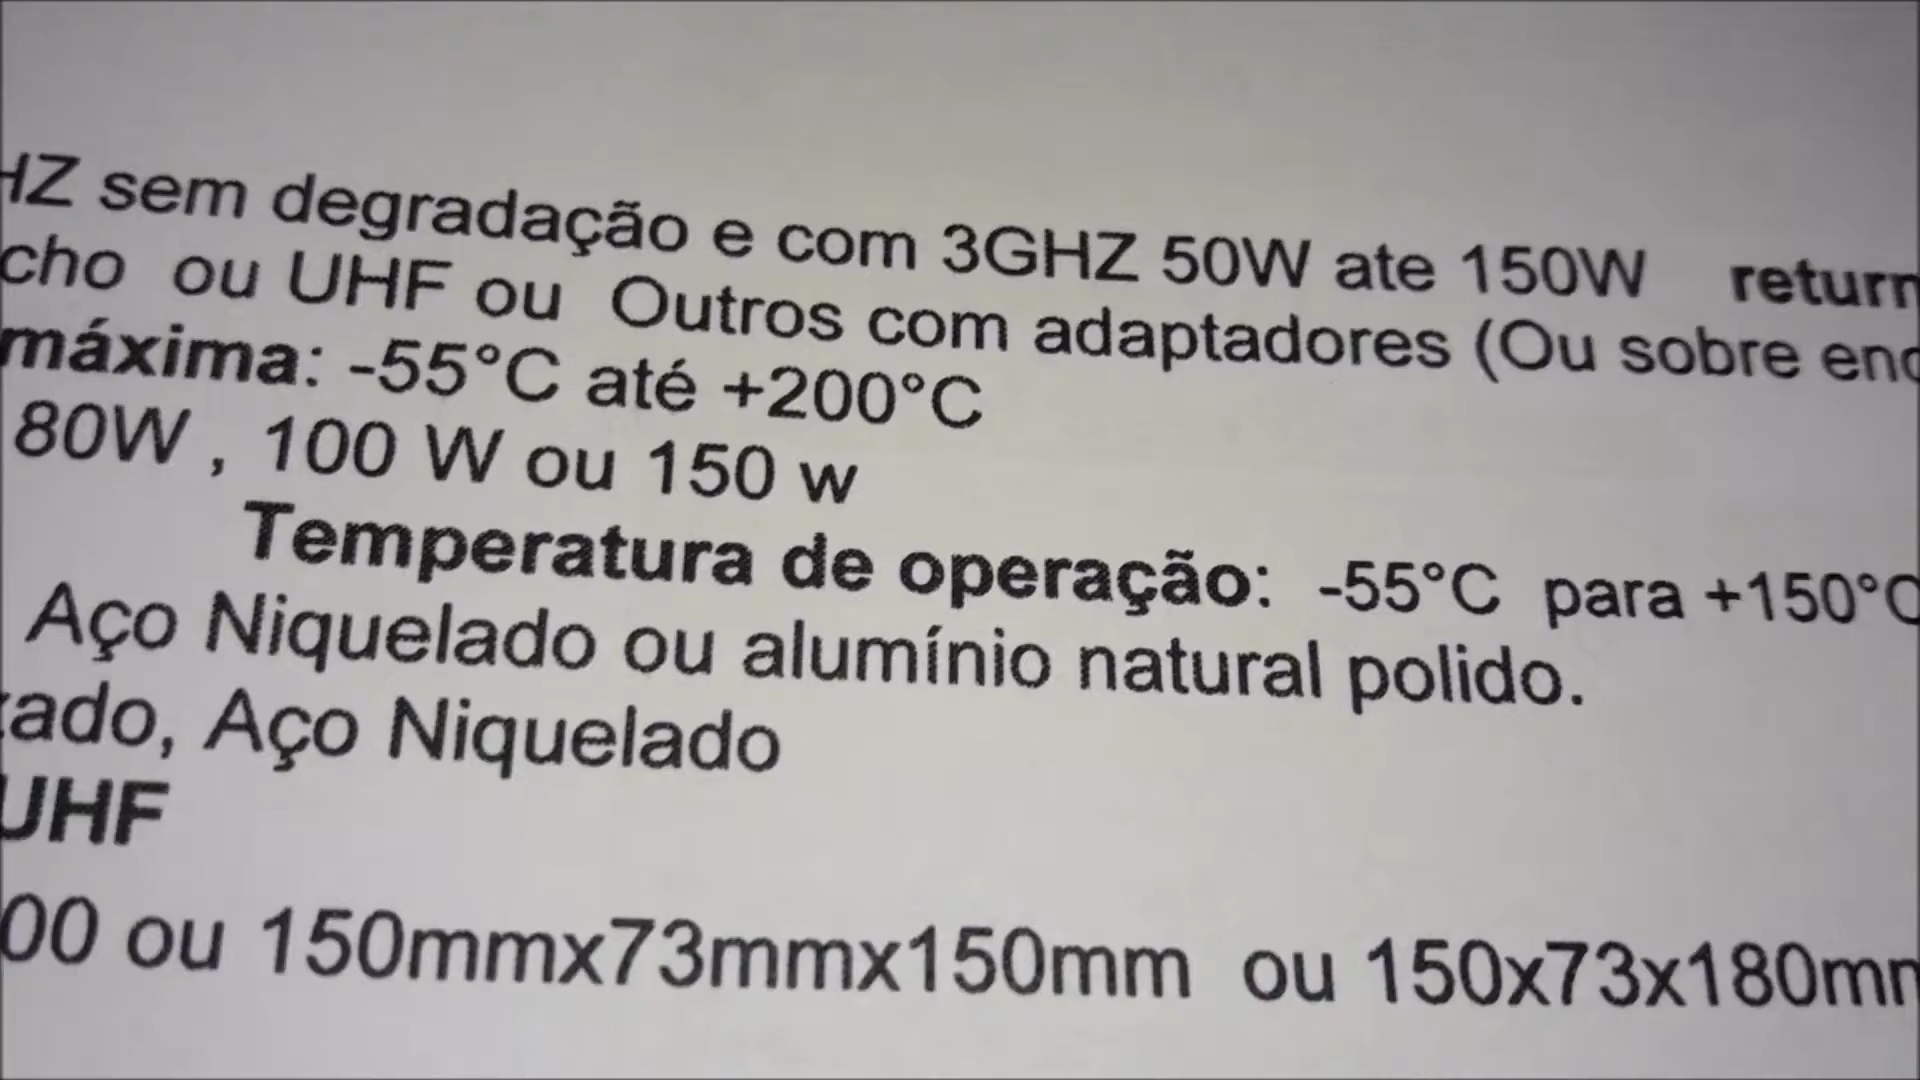 HZ sem degradação e com 3GHZ 50W ate 150W return
cho ou UHF ou Outros com adaptadores (Ou sobre enc
máxima: -55°C até +200°C
80W , 100 W ou 150 w
Temperatura de operação: -55°C para +150°C
Aço Niquelado ou alumínio natural polido.
zado, Aço Niquelado
UHF
00 ou 150mmx73mmx150mm ou 150x73x180mm